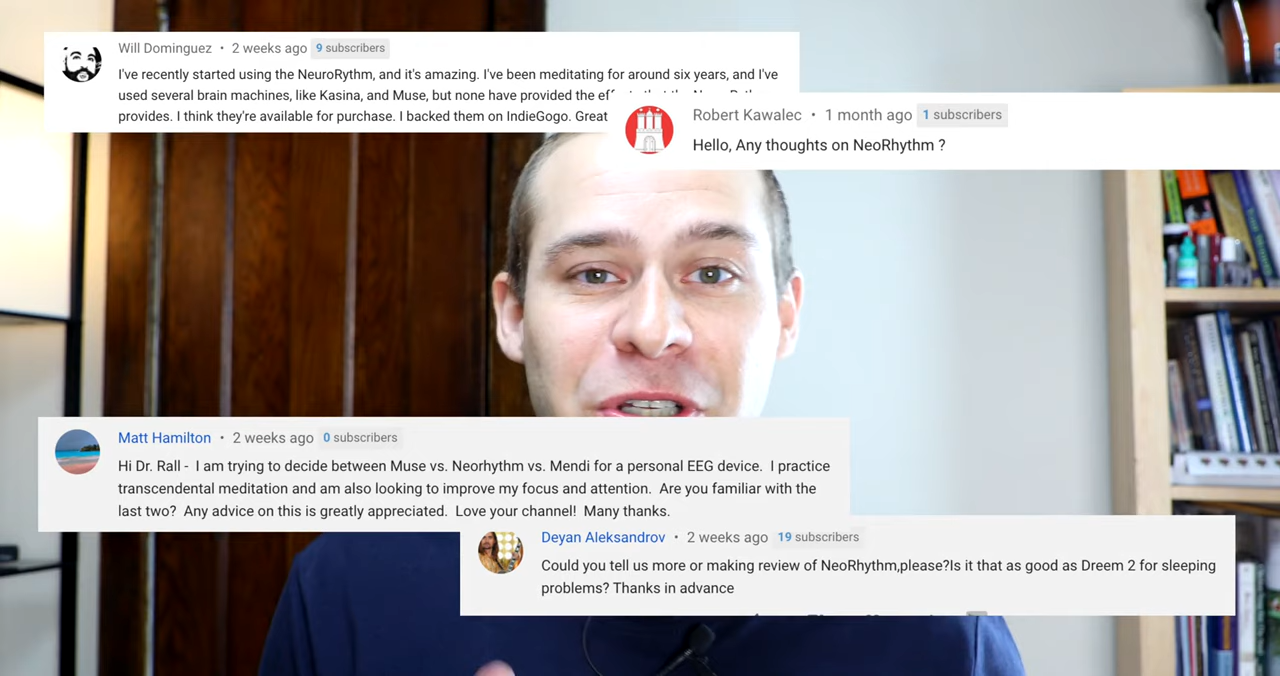 Will Dominguez • 2 weeks ago 9 subscribers
I've recently started using the NeuroRythm, and it's amazing. I've been meditating for around six years, and I've
used several brain machines, like Kasina, and Muse, but none have provided the
provides. I think they're available for purchase. I backed them on IndieGogo. Great
Robert Kawalec • 1 month ago 1 subscribers
Hello, Any thoughts on NeoRhythm ?
Matt Hamilton • 2 weeks ago 0 subscribers
Hi Dr. Rall - I am trying to decide between Muse vs. Neorhythm vs. Mendi for a personal EEG device. I practice
transcendental meditation and am also looking to improve my focus and attention. Are you familiar with the
last two? Any advice on this is greatly appreciated. Love your channel! Many thanks.
Deyan Aleksandrov • 2 weeks ago 19 subscribers
Could you tell us more or making review of NeoRhythm,please?Is it that as good as Dreem 2 for sleeping
problems? Thanks in advance